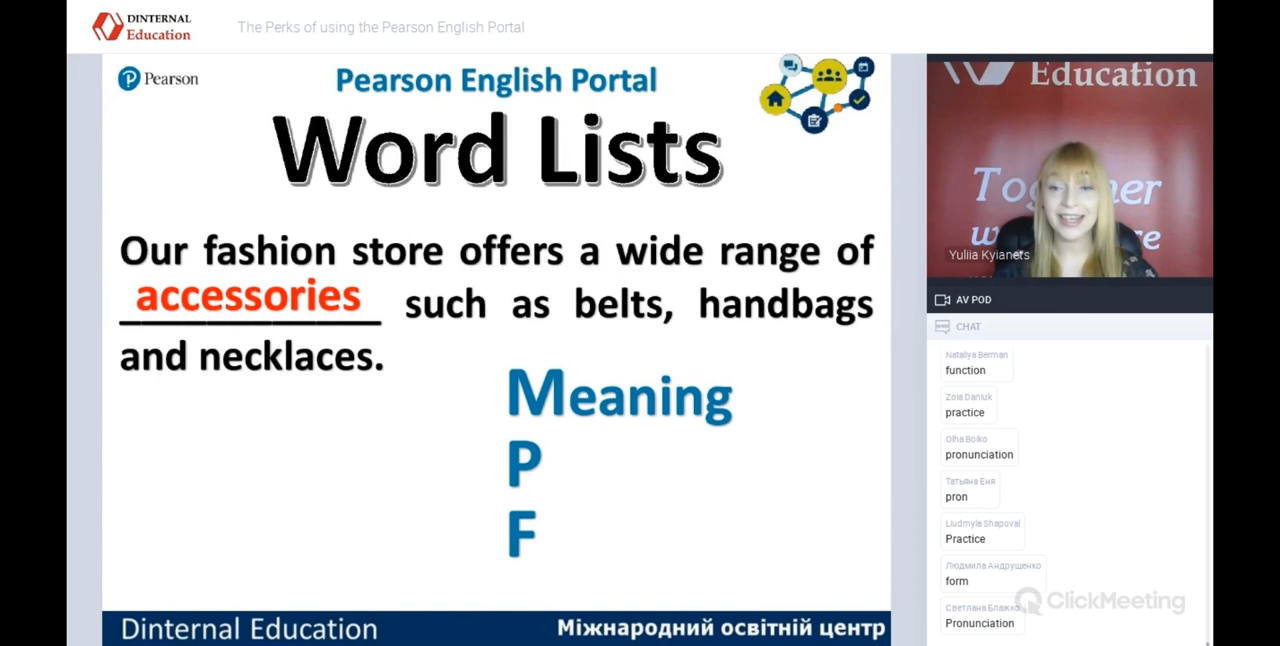 DINTERNAL
Education
The Perks of using the Pearson English Portal
Pearson
Pearson English Portal
Word Lists
Our fashion store offers a wide range of
accessories such as belts, handbags
and necklaces.
Meaning
P
F
Dinternal Education
Міжнародний освітній центр
Education
Yuliia Kyianets
AV POD
CHAT
Nataliya Berman
function
Zoia Daniuk
practice
Olha Boiko
pronunciation
Татьяна Еня
pron
Liudmyla Shapoval
Practice
Людмила Андрущенко
form
Светлана Блажко
Pronunciation
ClickMeeting